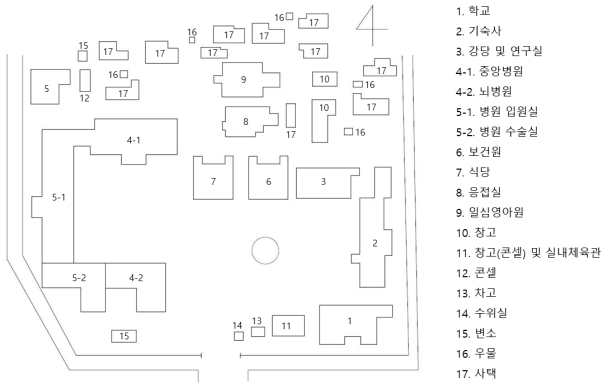 16
17
1. 학교
2. 기숙사
3. 강당 및 연구실
4-1. 중앙병원
4-2. 뇌병원
5-1. 병원 입원실
5-2. 병원 수술실
6. 보건원
7. 식당
8. 응접실
9. 일심영아원
10. 창고
11. 창고(콘셀) 및 실내체육관
12. 콘셀
13. 차고
14. 수위실
15. 변소
16. 우물
17. 사택
17
17
16
15
17
17
17
17
17
16
9
10
16
5
12
17
10
17
8
17
16
4-1
7
6
3
5-1
2
5-2
4-2
15
14
13
11
1
4